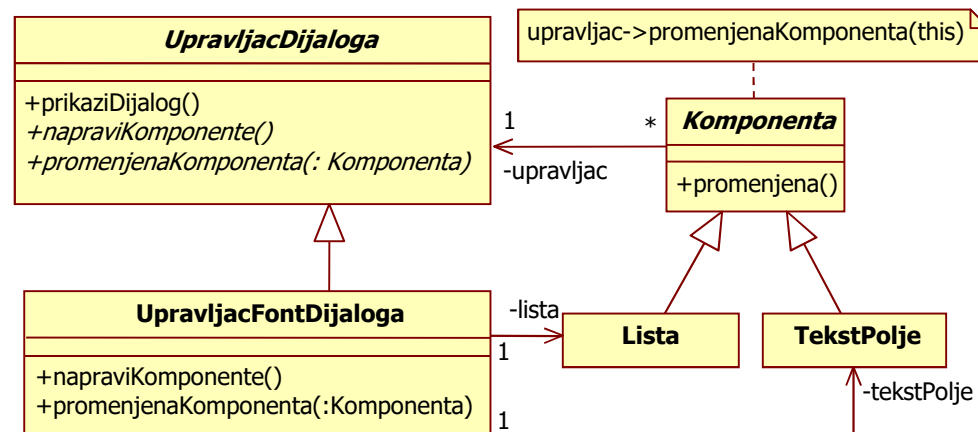 UpravljacDijaloga
+prikaziDijalog()
+napraviKomponente()
+promenjenaKomponenta(: Komponenta)
upravljac->promenjenaKomponenta(this)
1
*
-upravljac
Komponenta
+promenjena()
UpravljacFontDijaloga
+napraviKomponente()
+promenjenaKomponenta(:Komponenta)
-lista
1
1
Lista
TekstPolje
-tekstPolje